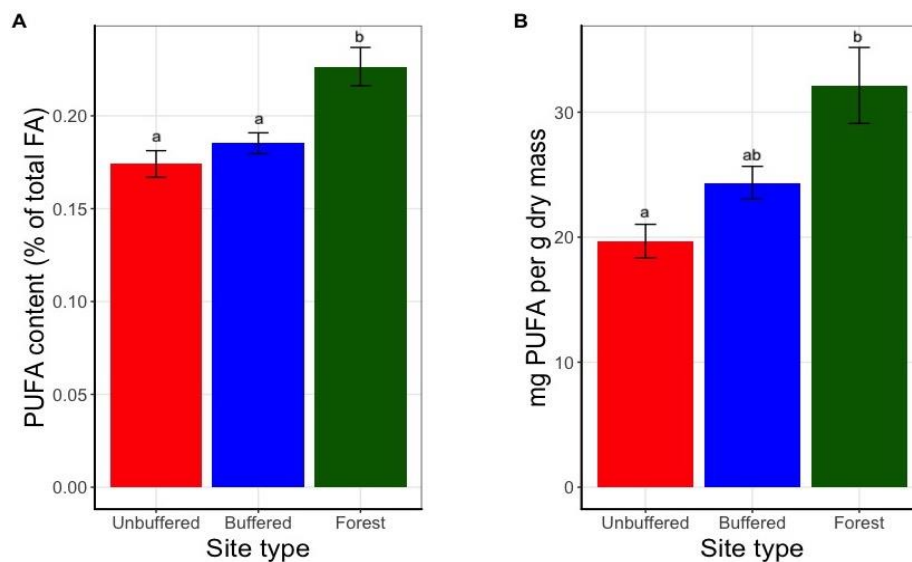 A
PUFA content (% of total FA)
0.20
0.15
0.10
0.05
0.00
a
a
b
Unbuffered
Buffered
Forest
Site type
B
mg PUFA per g dry mass
30
20
10
0
a
ab
b
Unbuffered
Buffered
Forest
Site type